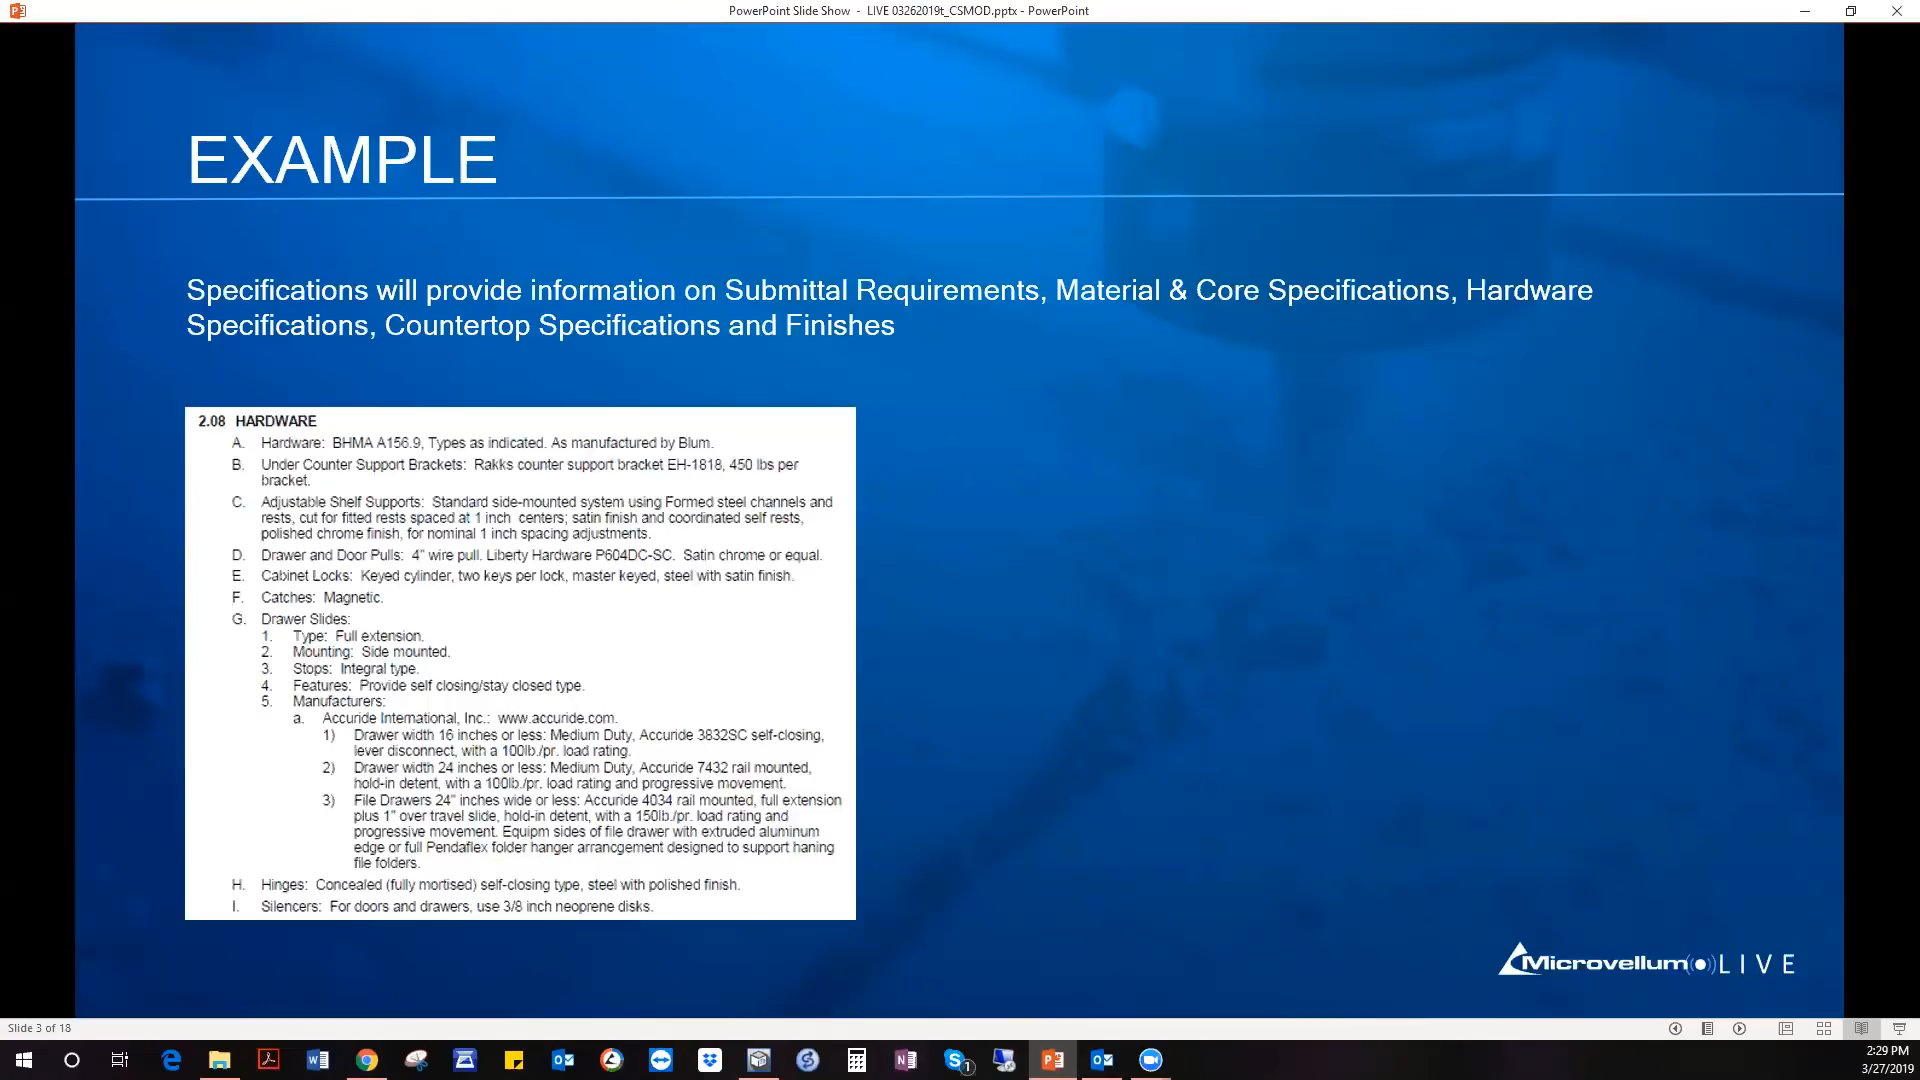 PowerPoint Slide Show - LIVE 03262019t_CSMOD.pptx - PowerPoint
EXAMPLE
Specifications will provide information on Submittal Requirements, Material & Core Specifications, Hardware
Specifications, Countertop Specifications and Finishes
2.08 HARDWARE
A. Hardware: BHMA A156.9, Types as indicated. As manufactured by Blum.
B. Under Counter Support Brackets: Rakks counter support bracket EH-1818, 450 lbs per
bracket.
C. Adjustable Shelf Supports: Standard side-mounted system using Formed steel channels and
rests, cut for fitted rests spaced at 1 inch centers; satin finish and coordinated self rests,
polished chrome finish, for nominal 1 inch spacing adjustments.
D. Drawer and Door Pulls: 4" wire pull. Liberty Hardware P604DC-SC. Satin chrome or equal.
E. Cabinet Locks: Keyed cylinder, two keys per lock, master keyed, steel with satin finish.
F. Catches: Magnetic.
G. Drawer Slides:
1. Type: Full extension.
2. Mounting: Side mounted.
3. Stops: Integral type.
4. Features: Provide self closing/stay closed type.
5. Manufacturers:
a. Accuride International, Inc.: www.accuride.com.
1) Drawer width 16 inches or less: Medium Duty, Accuride 3832SC self-closing,
lever disconnect, with a 100lb./pr. load rating.
2) Drawer width 24 inches or less: Medium Duty, Accuride 7432 rail mounted,
hold-in detent, with a 100lb./pr. load rating and progressive movement.
3) File Drawers 24" inches wide or less: Accuride 4034 rail mounted, full extension
plus 1" over travel slide, hold-in detent, with a 150lb./pr. load rating and
progressive movement. Equipm sides of file drawer with extruded aluminum
edge or full Pendaflex folder hanger arrancgement designed to support haning
file folders.
H. Hinges: Concealed (fully mortised) self-closing type, steel with polished finish.
I. Silencers: For doors and drawers, use 3/8 inch neoprene disks.
Microvellum LIVE
Slide 3 of 18
2:29 PM
3/27/2019